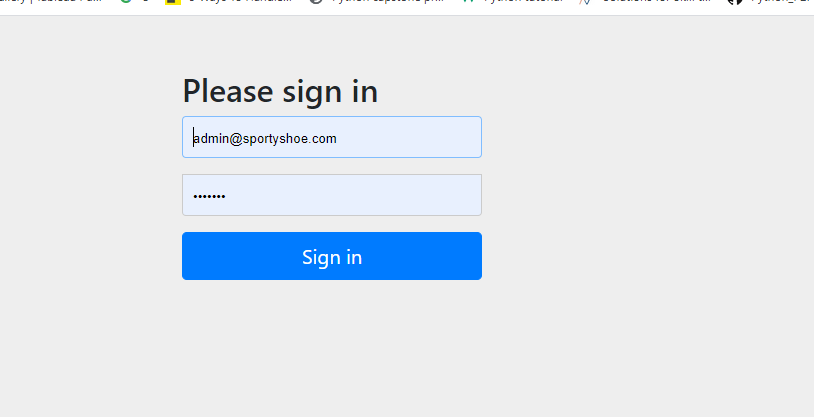 Please sign in
admin@sportyshoe.com
•••••••
Sign in